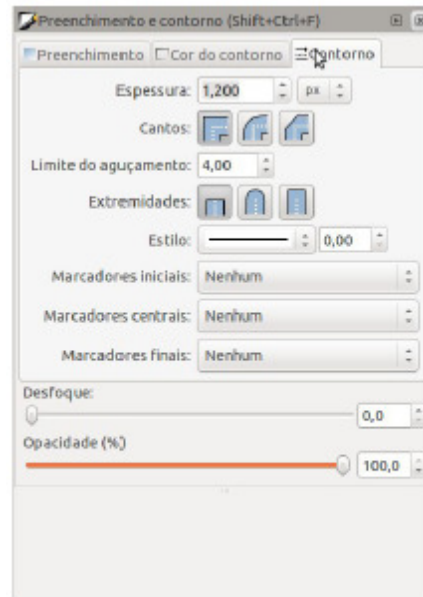 Preenchimento e contorno (Shift+Ctrl+F)
Preenchimento Cor do contorno Contorno
Espessura: 1,200 px
Cantos:
Limite do aguçamento: 4,00
Extremidades:
Estilo: 0,00
Marcadores iniciais: Nenhum
Marcadores centrais: Nenhum
Marcadores finais: Nenhum
Desfoque:
0,0
Opacidade (%)
100,0